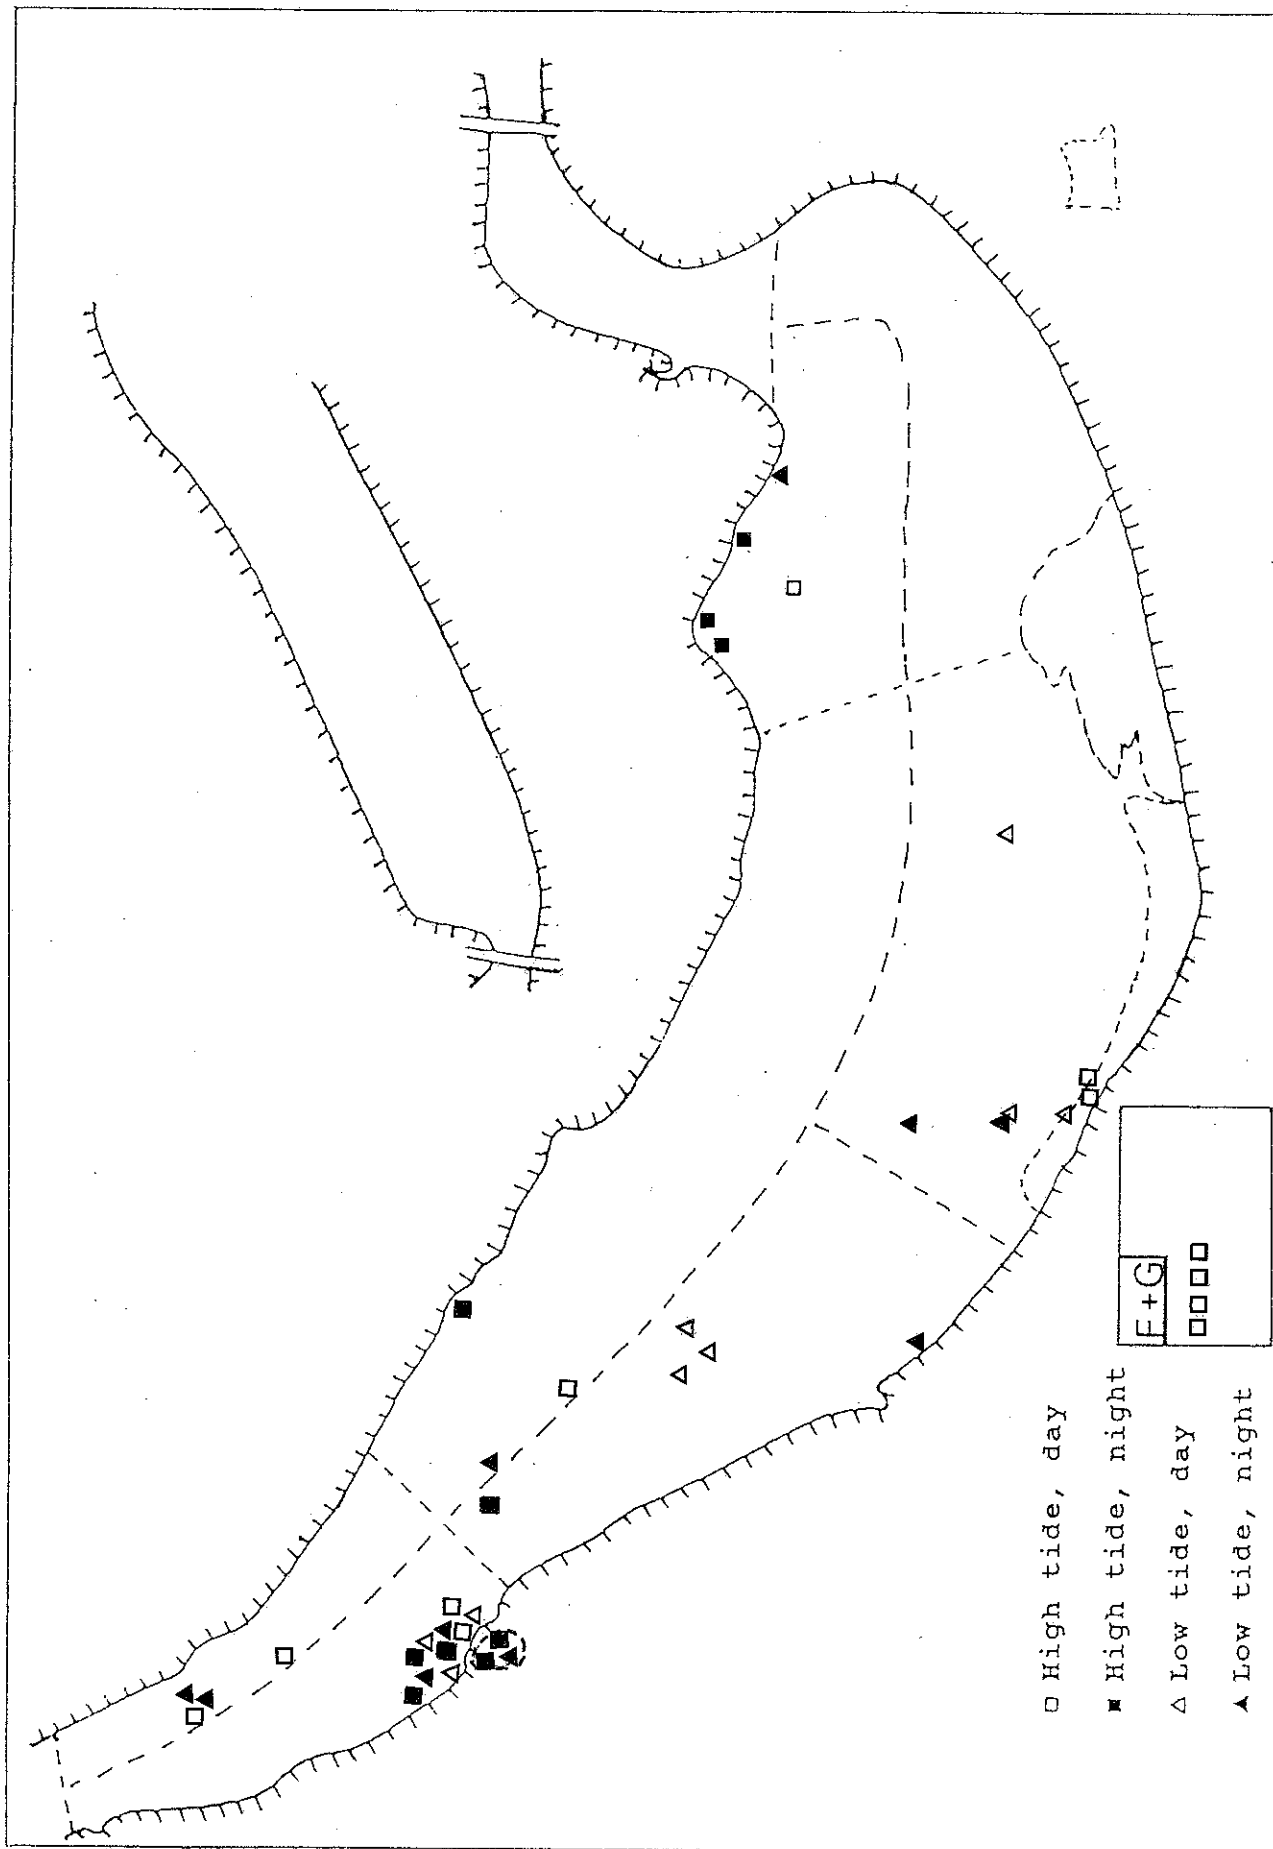 F+G
High tide, day
High tide, night
Low tide, day
Low tide, night